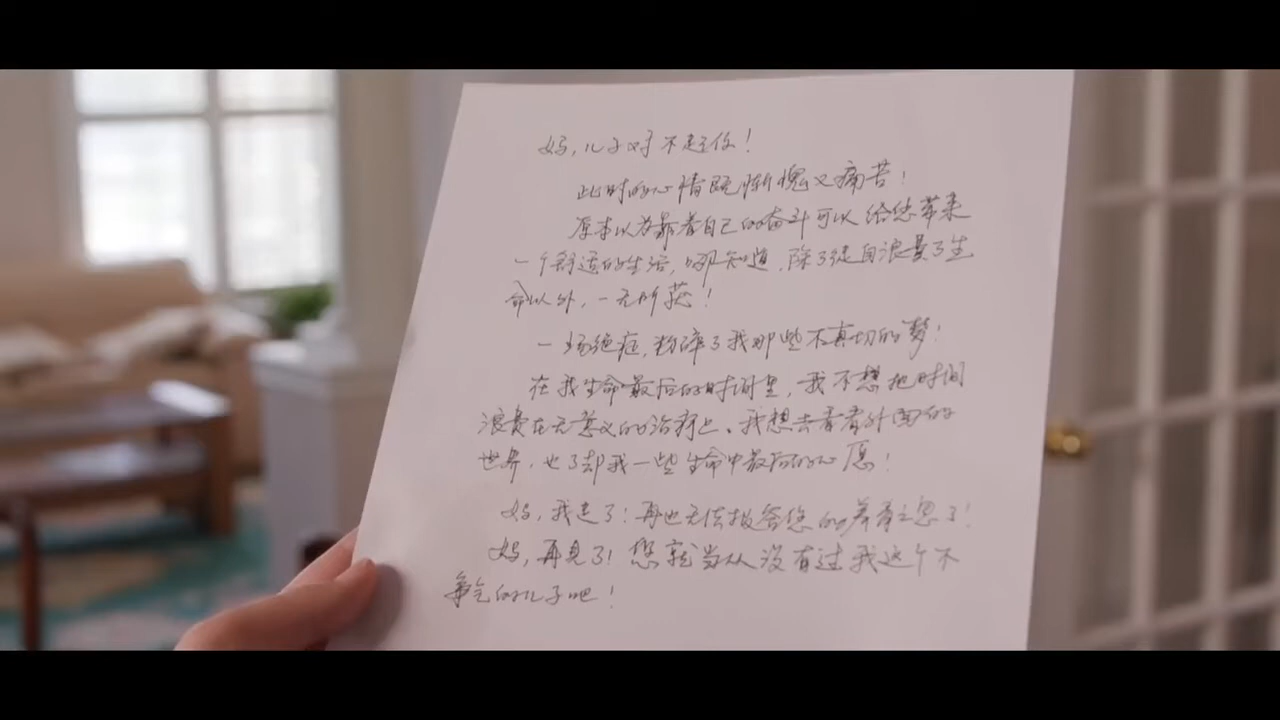 妈,儿子对不起你!
此时的心情既惭愧又痛苦!
原本以为靠着自己的奋斗可以给您带来
一个舒适的生活,哪知道,除了徒自浪费了生
命以外,一无所获!
一场绝症,粉碎了我那些不真切的梦!
在我生命最后的时间里,我不想把时间
浪费在无意义的治疗上、我想去看看外面的
世界,也了却我一些生命中最后的心愿!
妈,我走了!再也无法报答您的养育之恩了!
妈,再见了!您就当从没有过我这个不
争气的儿子吧!